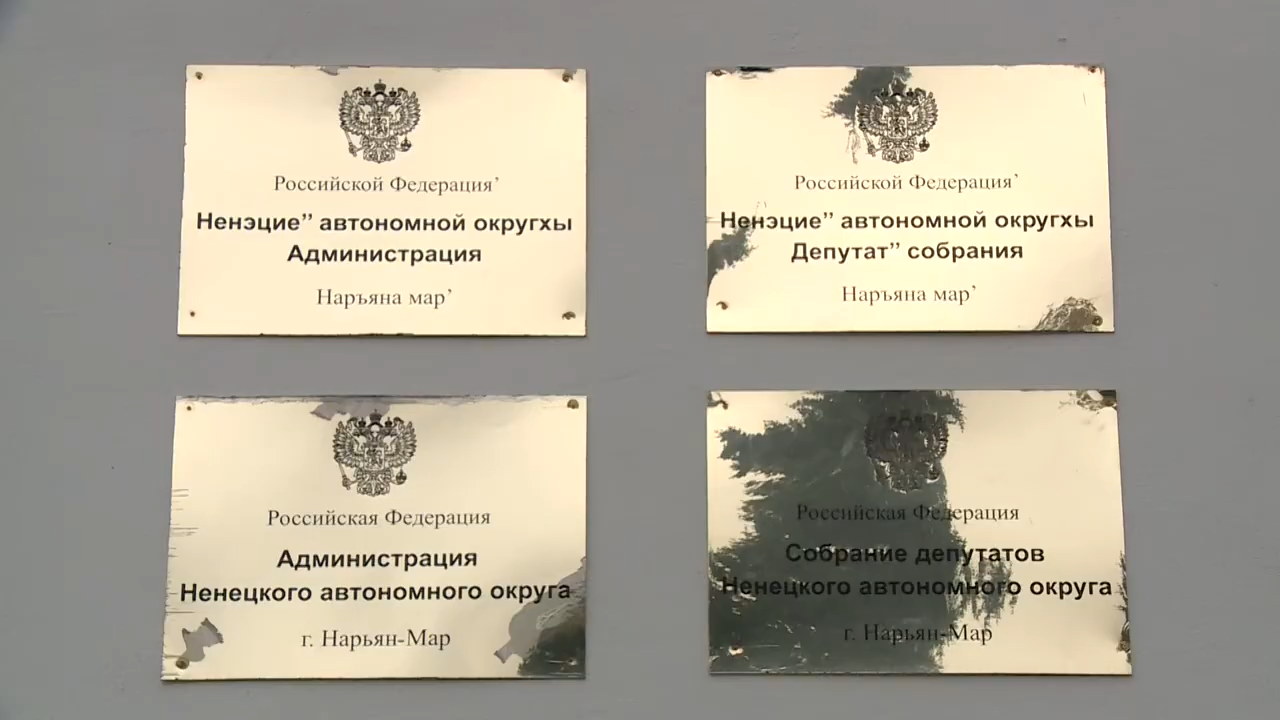 Российской Федерация’
Ненэцие” автономной округхы
Администрация
Наръяна мар’
Российской Федерация’
Ненэцие” автономной округхы
Депутат” собрания
Наръяна мар’
Российская Федерация
Администрация
Ненецкого автономного округа
г. Нарьян-Мар
Российская Федерация
Собрание депутатов
Ненецкого автономного округа
г. Нарьян-Мар